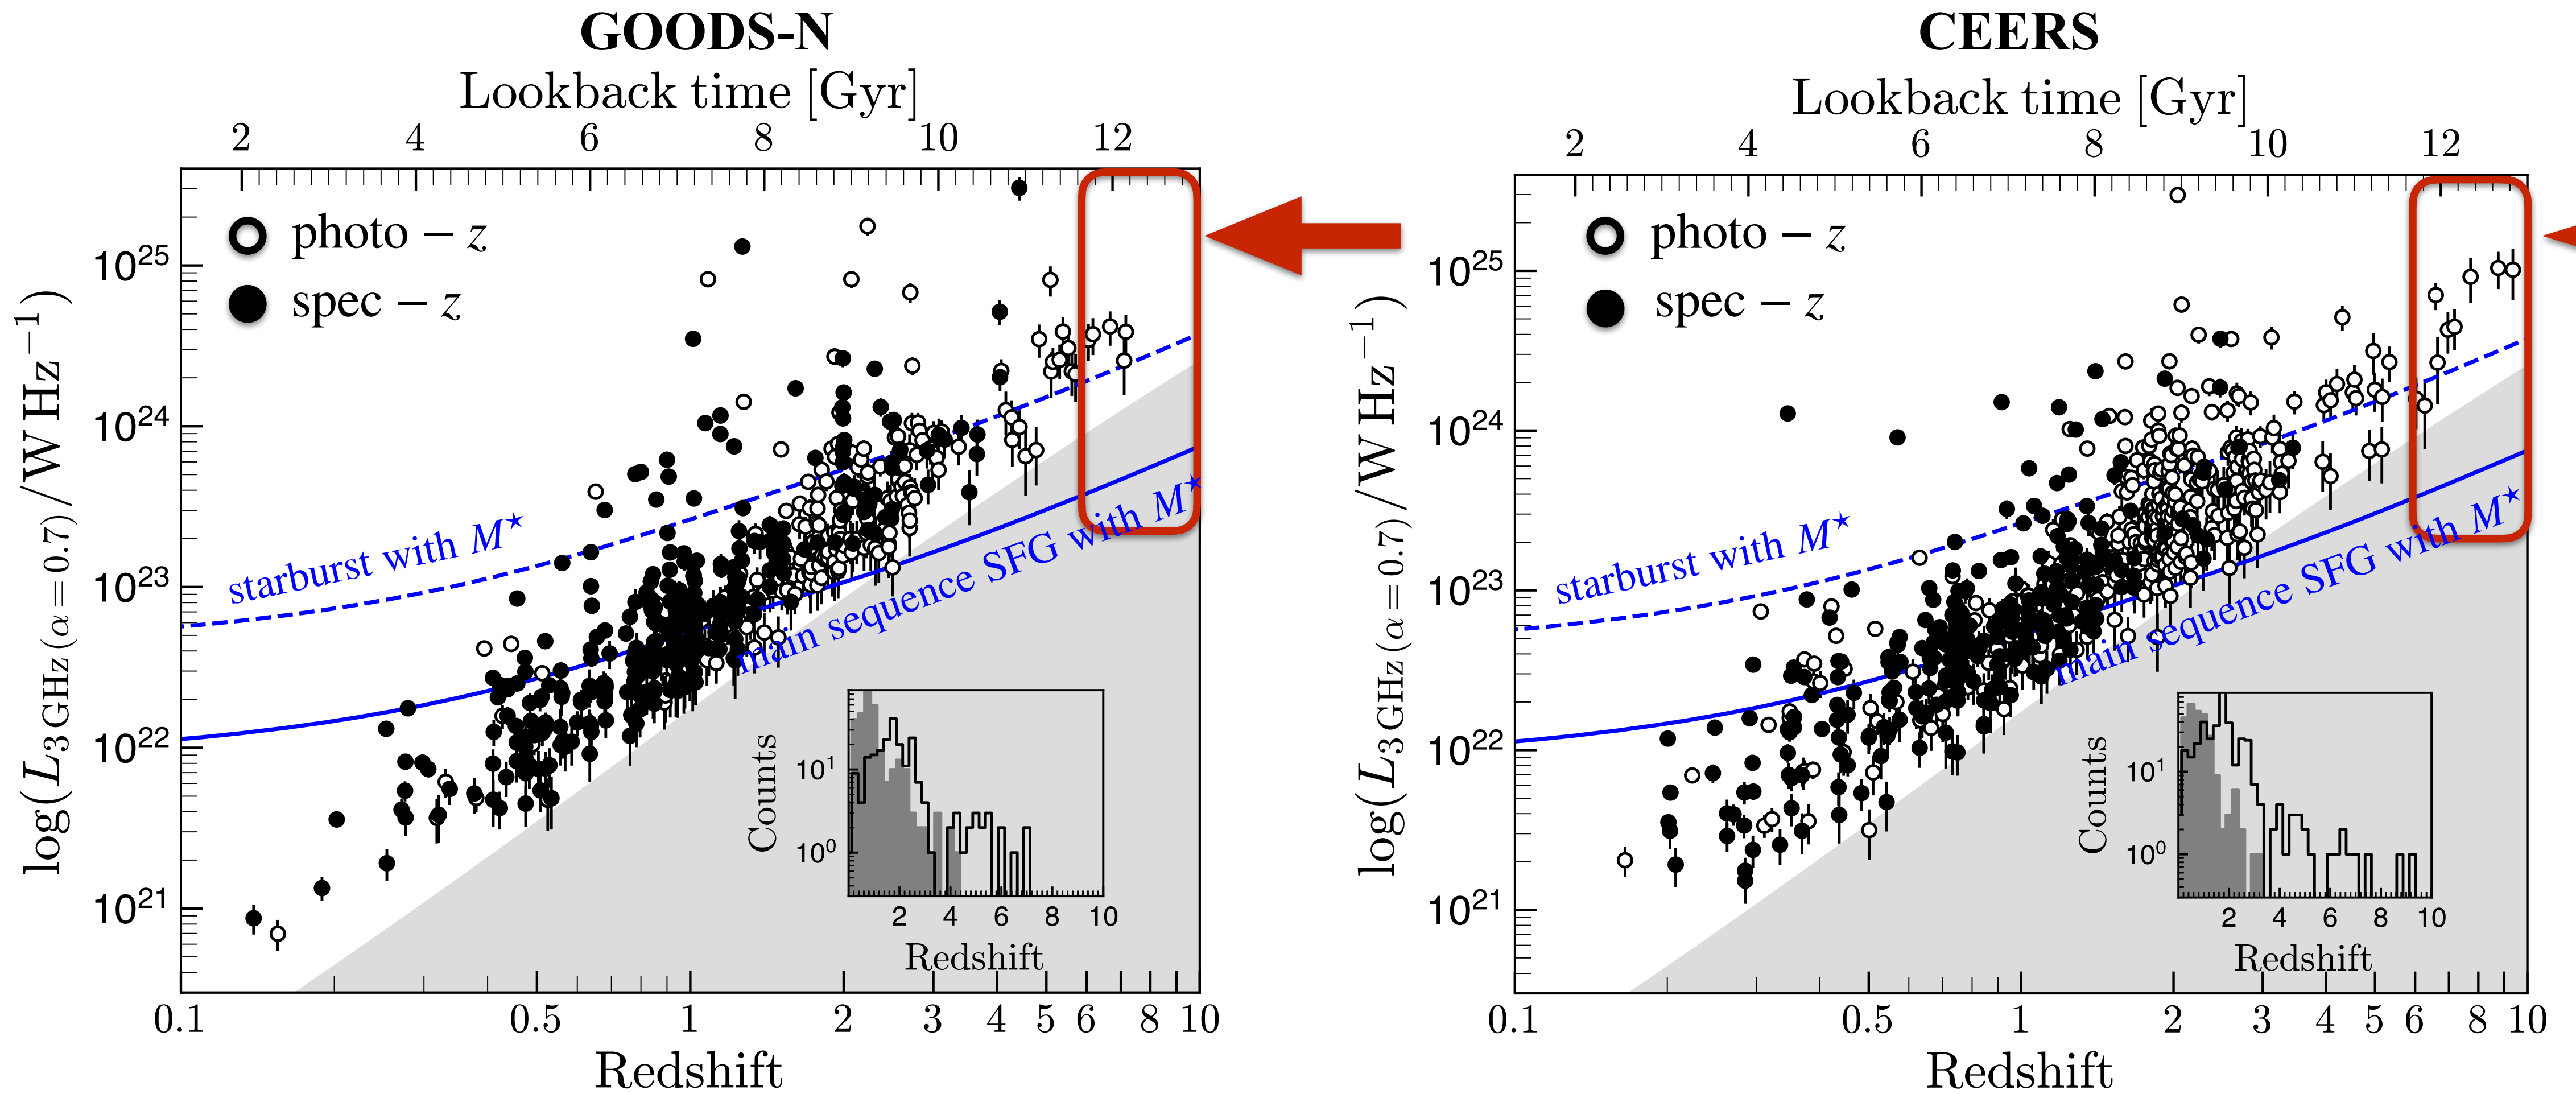 GOODS-N
Lookback time [Gyr]
2 4 6 8 10 12
photo − z
spec − z
log(L3 GHz (α = 0.7)/W Hz−1)
10^25
10^24
10^23
10^22
10^21
starburst with M★
main sequence SFG with M★
Counts
10^1
10^0
2 4 6 8 10
Redshift
0.1 0.5 1 2 3 4 5 6 8 10
Redshift
CEERS
Lookback time [Gyr]
2 4 6 8 10 12
photo − z
spec − z
log(L3 GHz (α = 0.7)/W Hz−1)
10^25
10^24
10^23
10^22
10^21
starburst with M★
main sequence SFG with M★
Counts
10^1
10^0
2 4 6 8 10
Redshift
0.1 0.5 1 2 3 4 5 6 8 10
Redshift